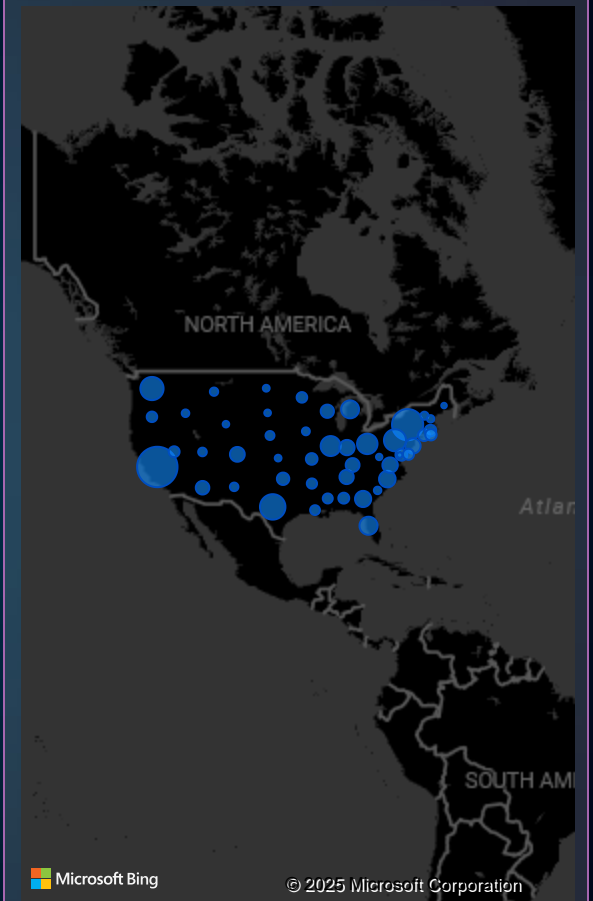 NORTH AMERICA
Atlan
SOUTH AM
Microsoft Bing
© 2025 Microsoft Corporation